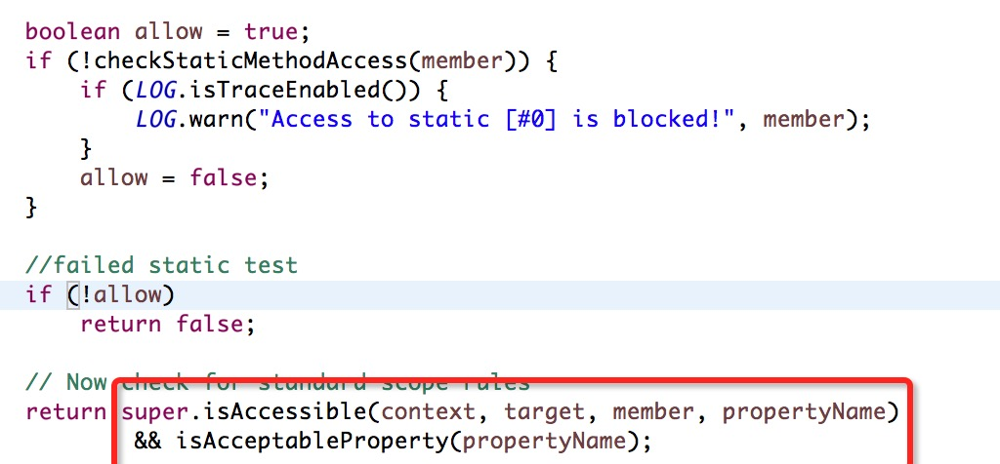 boolean allow = true;
if (!checkStaticMethodAccess(member)) {
if (LOG.isTraceEnabled()) {
LOG.warn("Access to static [#0] is blocked!", member);
}
allow = false;
}
//failed static test
if (!allow)
return false;
// Now check for standard scope rules
return super.isAccessible(context, target, member, propertyName)
&& isAcceptableProperty(propertyName);